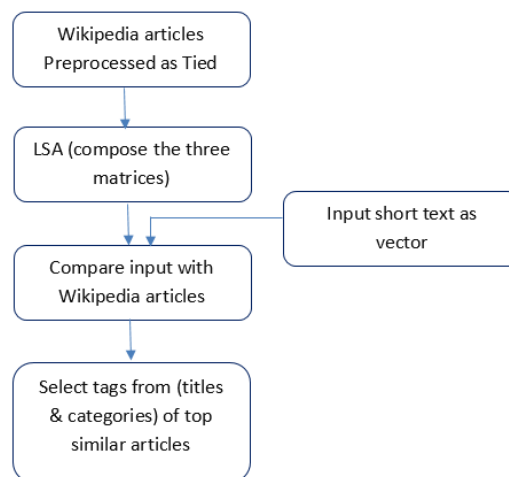 Wikipedia articles
Preprocessed as Tied
LSA (compose the three
matrices)
Input short text as
vector
Compare input with
Wikipedia articles
Select tags from (titles
& categories) of top
similar articles